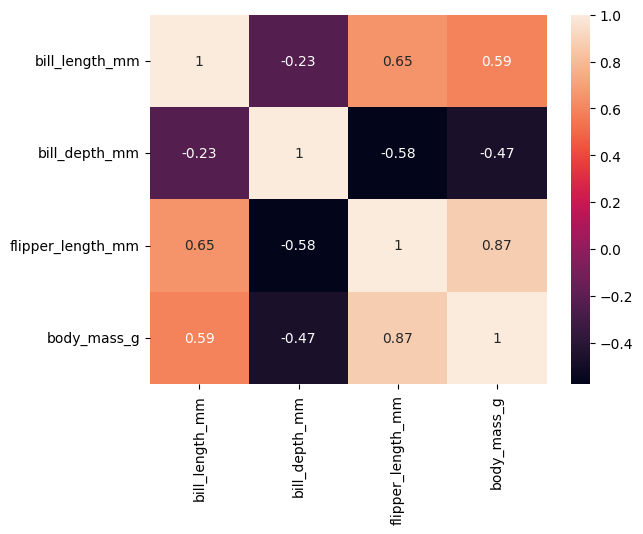 bill_length_mm 1 -0.23 0.65 0.59
bill_depth_mm -0.23 1 -0.58 -0.47
flipper_length_mm 0.65 -0.58 1 0.87
body_mass_g 0.59 -0.47 0.87 1
bill_length_mm
bill_depth_mm
flipper_length_mm
body_mass_g
1.0
0.8
0.6
0.4
0.2
0.0
−0.2
−0.4